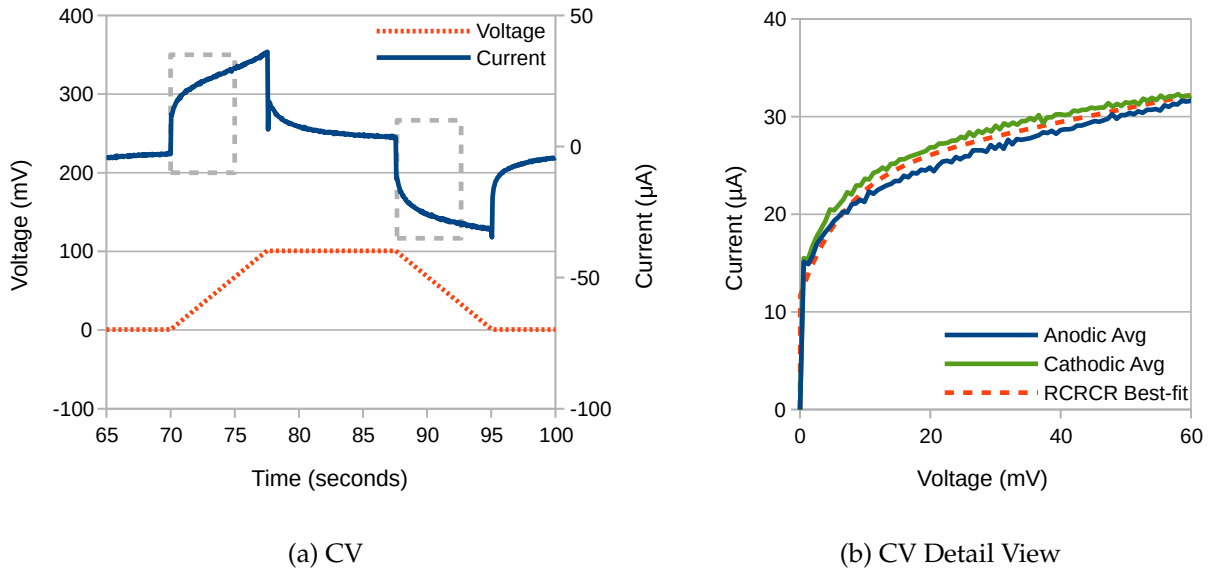 400
300
200
100
0
-100
Voltage (mV)
50
0
-50
-100
Current (µA)
Voltage
Current
65 70 75 80 85 90 95 100
Time (seconds)
(a) CV
40
30
20
10
0
Current (µA)
Anodic Avg
Cathodic Avg
RCRCR Best-fit
0 20 40 60
Voltage (mV)
(b) CV Detail View